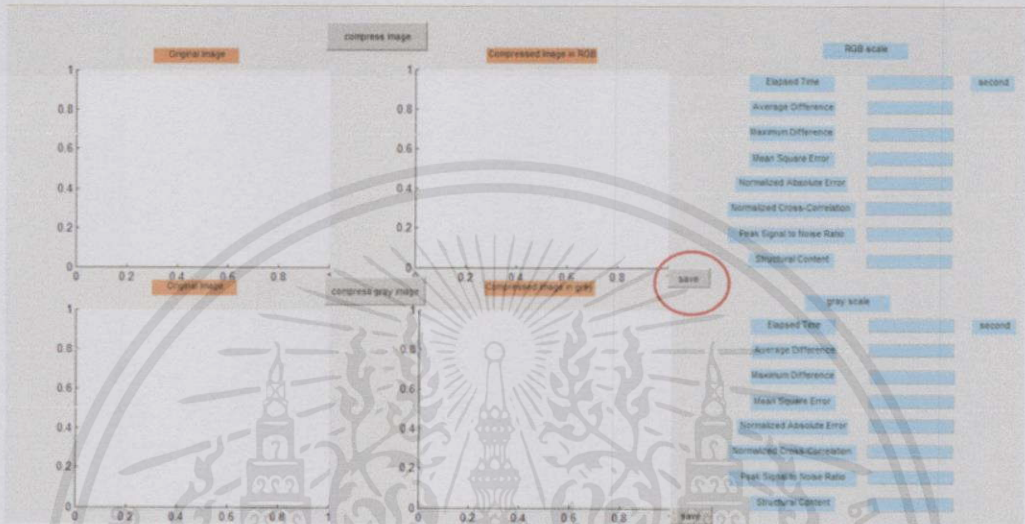 compress image
Original Image
Compressed Image in RGB
RGB scale
1
0.8
0.6
0.4
0.2
0
0 0.2 0.4 0.6 0.8 1
1
0.8
0.6
0.4
0.2
0
0 0.2 0.4 0.6 0.8
save
Elapsed Time second
Average Difference
Maximum Difference
Mean Square Error
Normalized Absolute Error
Normalized Cross-Correlation
Peak Signal to Noise Ratio
Structural Content
Original Image
compress gray image
Compressed Image in gray
gray scale
1
0.8
0.6
0.4
0.2
0
0 0.2 0.4 0.6 0.8 1
1
0.8
0.6
0.4
0.2
0
0 0.2 0.4 0.6 0.8
save
Elapsed Time second
Average Difference
Maximum Difference
Mean Square Error
Normalized Absolute Error
Normalized Cross-Correlation
Peak Signal to Noise Ratio
Structural Content